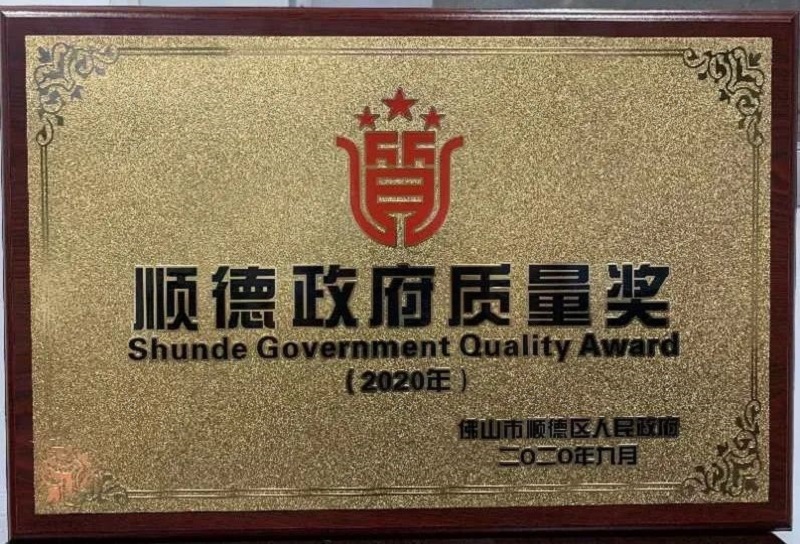 質
顺德政府质量奖
Shunde Government Quality Award
（2020年）
佛山市顺德区人民政府
二〇二〇年九月